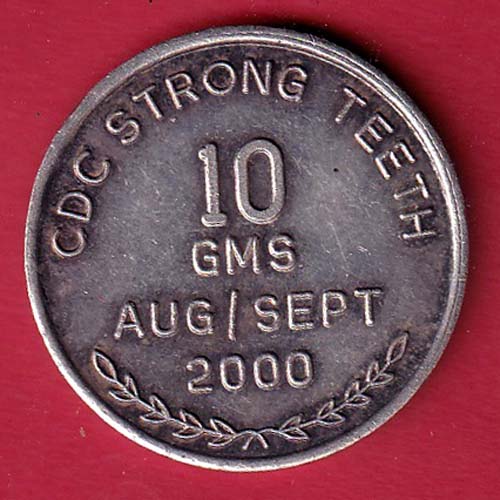 CDC STRONG TEETH
10
GMS
AUG/SEPT
2000